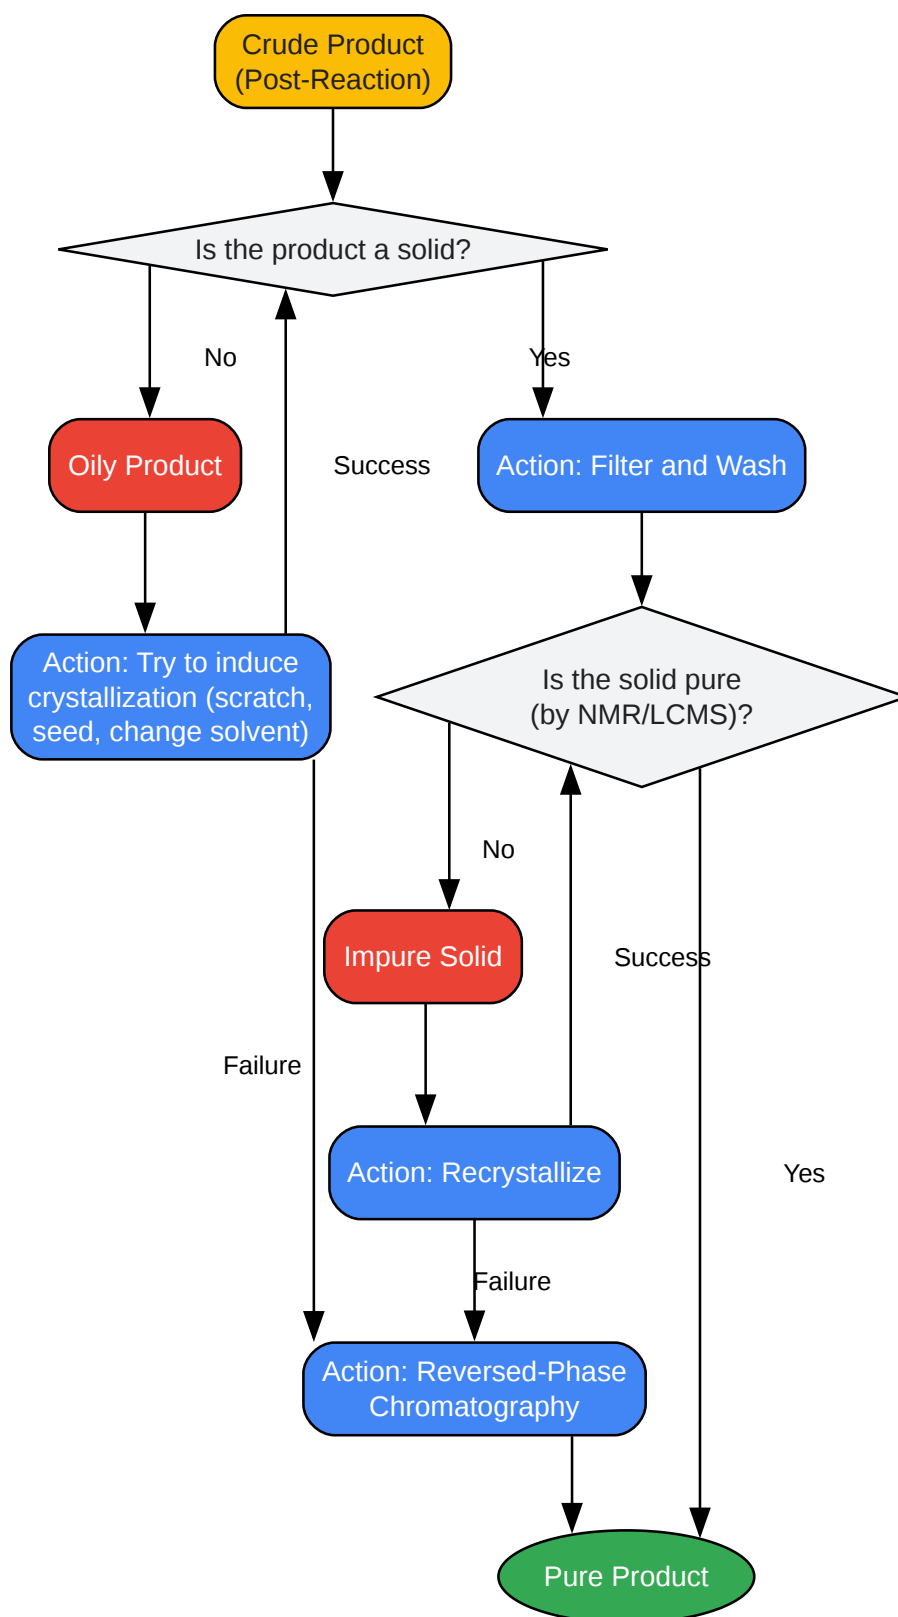 Crude Product
(Post-Reaction)
Is the product a solid?
No
Yes
Oily Product
Success
Action: Filter and Wash
Action: Try to induce
crystallization (scratch,
seed, change solvent)
Is the solid pure
(by NMR/LCMS)?
No
Impure Solid
Success
Failure
Action: Recrystallize
Yes
Failure
Action: Reversed-Phase
Chromatography
Pure Product